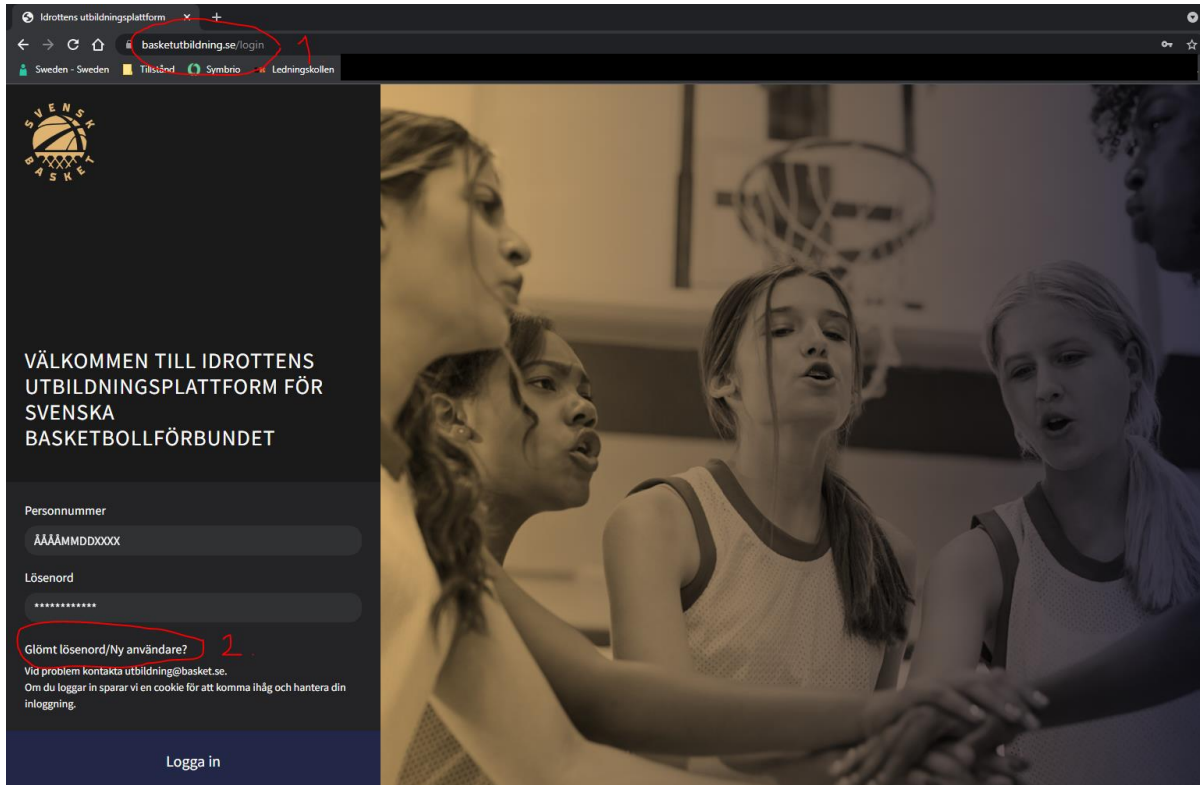 Idrottens utbildningsplattform
basketutbildning.se/login
1
Sweden - Sweden Tillstånd Symbrio Ledningskollen
SVENSK
BASKET
VÄLKOMMEN TILL IDROTTENS
UTBILDNINGSPLATTFORM FÖR
SVENSKA
BASKETBOLLFÖRBUNDET
Personnummer
ÅÅÅÅMMDDXXXX
Lösenord
************
Glömt lösenord/Ny användare?
2.
Vid problem kontakta utbildning@basket.se.
Om du loggar in sparar vi en cookie för att komma ihåg och hantera din
inloggning.
Logga in